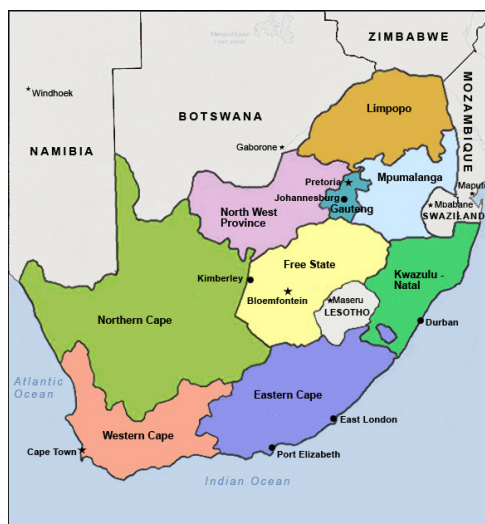 ZIMBABWE
Limpopo
MOZAMBIQUE
Windhoek
BOTSWANA
Gaborone
NAMIBIA
Pretoria
Mpumalanga
Johannesburg
Gauteng
Mbabane
Maput
SWAZILAND
North West
Province
Free State
Kwazulu -
Natal
Kimberley
Bloemfontein
Maseru
LESOTHO
Durban
Northern Cape
Atlantic
Ocean
Eastern Cape
Western Cape
East London
Cape Town
Port Elizabeth
Indian Ocean